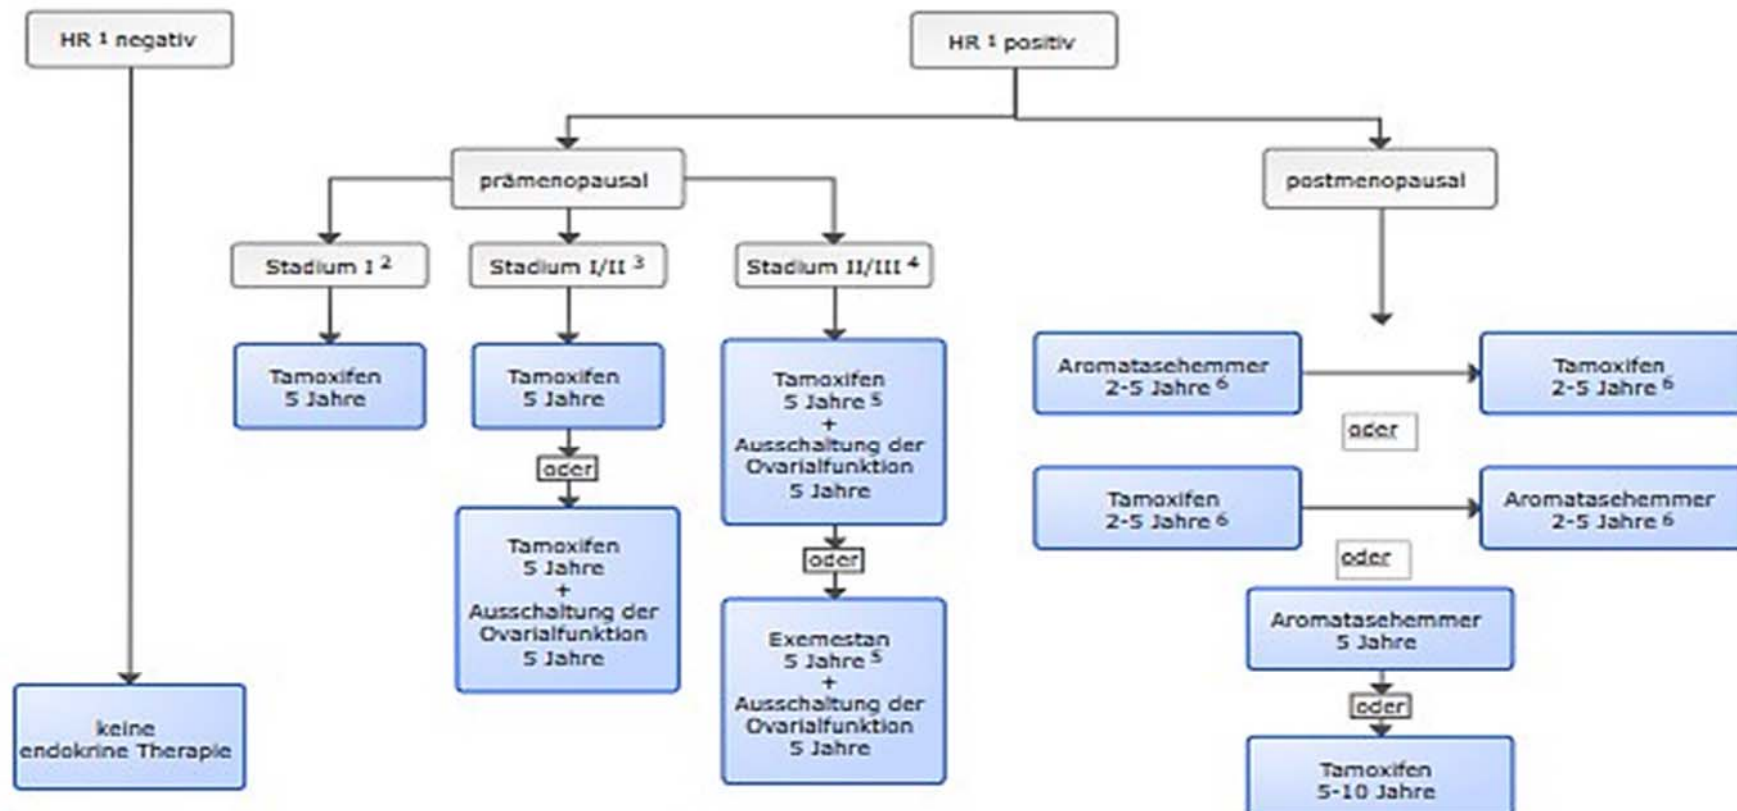 HR 1 negativ
HR 1 positiv
prämenopausal
postmenopausal
Stadium I 2
Stadium I/II 3
Stadium II/III 4
Tamoxifen
5 Jahre
Tamoxifen
5 Jahre
oder
Tamoxifen
5 Jahre
+
Ausschaltung der
Ovarialfunktion
5 Jahre
Tamoxifen
5 Jahre 5
+
Ausschaltung der
Ovarialfunktion
5 Jahre
oder
Exemestan
5 Jahre 5
+
Ausschaltung der
Ovarialfunktion
5 Jahre
Aromatasehemmer
2-5 Jahre 6
Tamoxifen
2-5 Jahre 6
oder
Tamoxifen
2-5 Jahre 6
Aromatasehemmer
2-5 Jahre 6
oder
Aromatasehemmer
5 Jahre
oder
Tamoxifen
5-10 Jahre
keine
endokrine Therapie